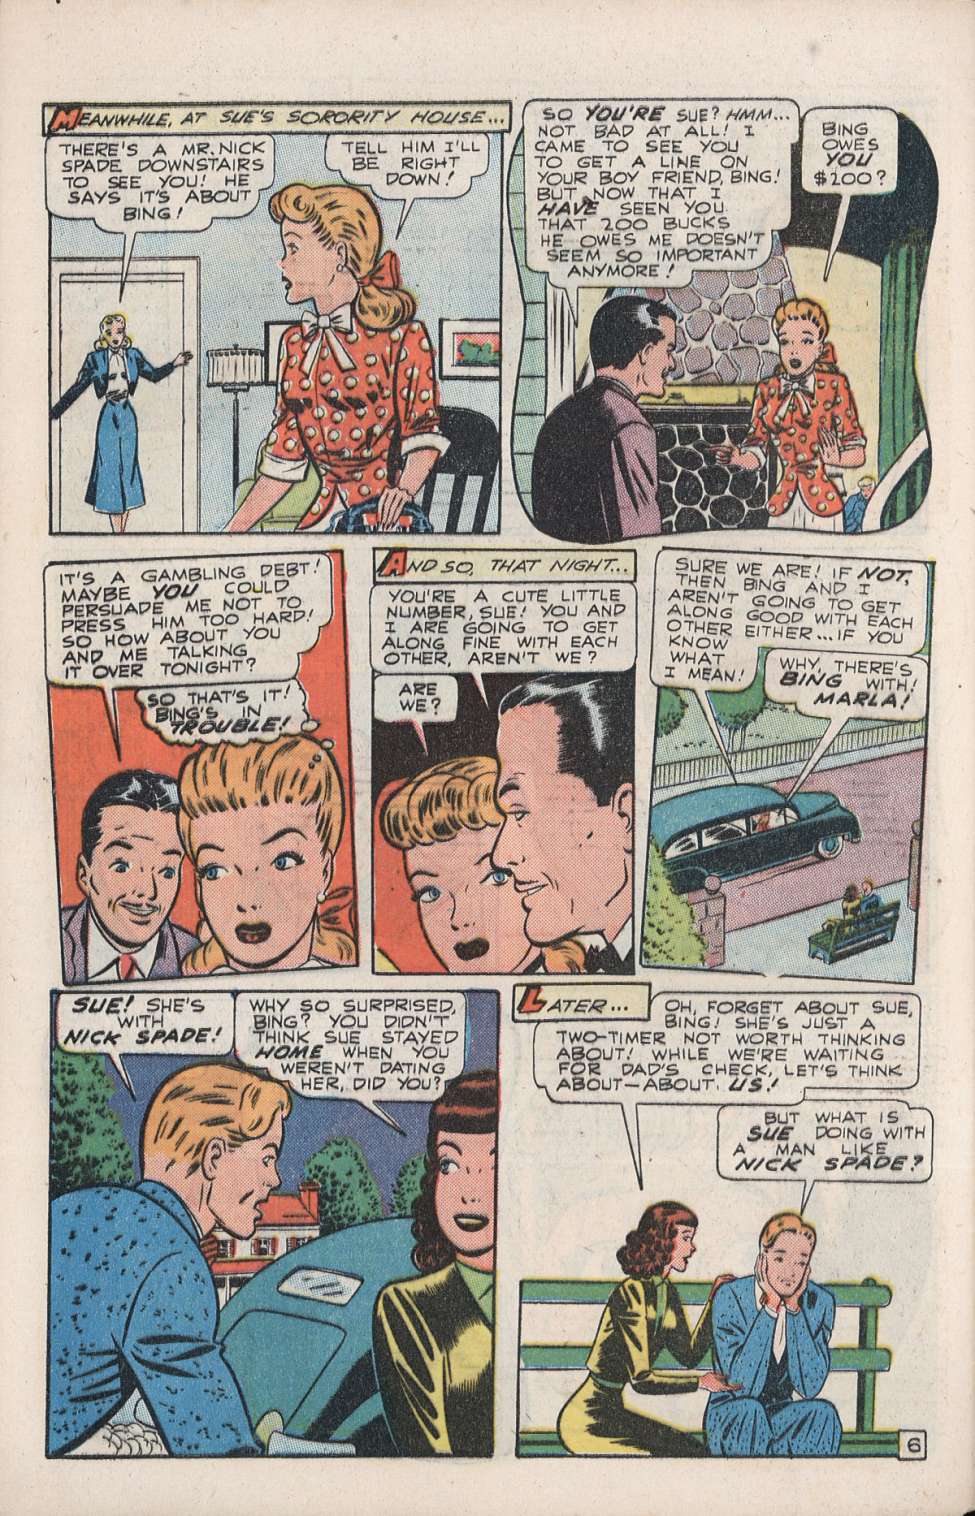 MEANWHILE, AT SUE'S SORORITY HOUSE...
THERE'S A MR. NICK
SPADE DOWNSTAIRS
TO SEE YOU! HE
SAYS IT'S ABOUT
BING!
TELL HIM I'LL
BE RIGHT
DOWN!
SO YOU'RE SUE? HMM...
NOT BAD AT ALL! I
CAME TO SEE YOU
TO GET A LINE ON
YOUR BOY FRIEND, BING!
BUT NOW THAT I
HAVE SEEN YOU
THAT 200 BUCKS
HE OWES ME DOESN'T
SEEM SO IMPORTANT
ANYMORE!
BING
OWES
YOU
$200?
IT'S A GAMBLING DEBT!
MAYBE YOU COULD
PERSUADE ME NOT TO
PRESS HIM TOO HARD!
SO HOW ABOUT YOU
AND ME TALKING
IT OVER TONIGHT?
SO THAT'S IT!
BING'S IN
TROUBLE!
AND SO, THAT NIGHT...
YOU'RE A CUTE LITTLE
NUMBER, SUE! YOU AND
I ARE GOING TO GET
ALONG FINE WITH EACH
OTHER, AREN'T WE?
ARE
WE?
SURE WE ARE! IF NOT,
THEN BING AND I
AREN'T GOING TO GET
ALONG GOOD WITH EACH
OTHER EITHER...IF YOU
KNOW
WHAT
I MEAN!
WHY, THERE'S
BING WITH!
MARLA!
SUE! SHE'S
WITH
NICK SPADE!
WHY SO SURPRISED,
BING? YOU DIDN'T
THINK SUE STAYED
HOME WHEN YOU
WEREN'T DATING
HER, DID YOU?
LATER...
OH, FORGET ABOUT SUE,
BING! SHE'S JUST A
TWO-TIMER NOT WORTH THINKING
ABOUT! WHILE WE'RE WAITING
FOR DAD'S CHECK, LET'S THINK
ABOUT—ABOUT. US!
BUT WHAT IS
SUE DOING WITH
A MAN LIKE
NICK SPADE?
6